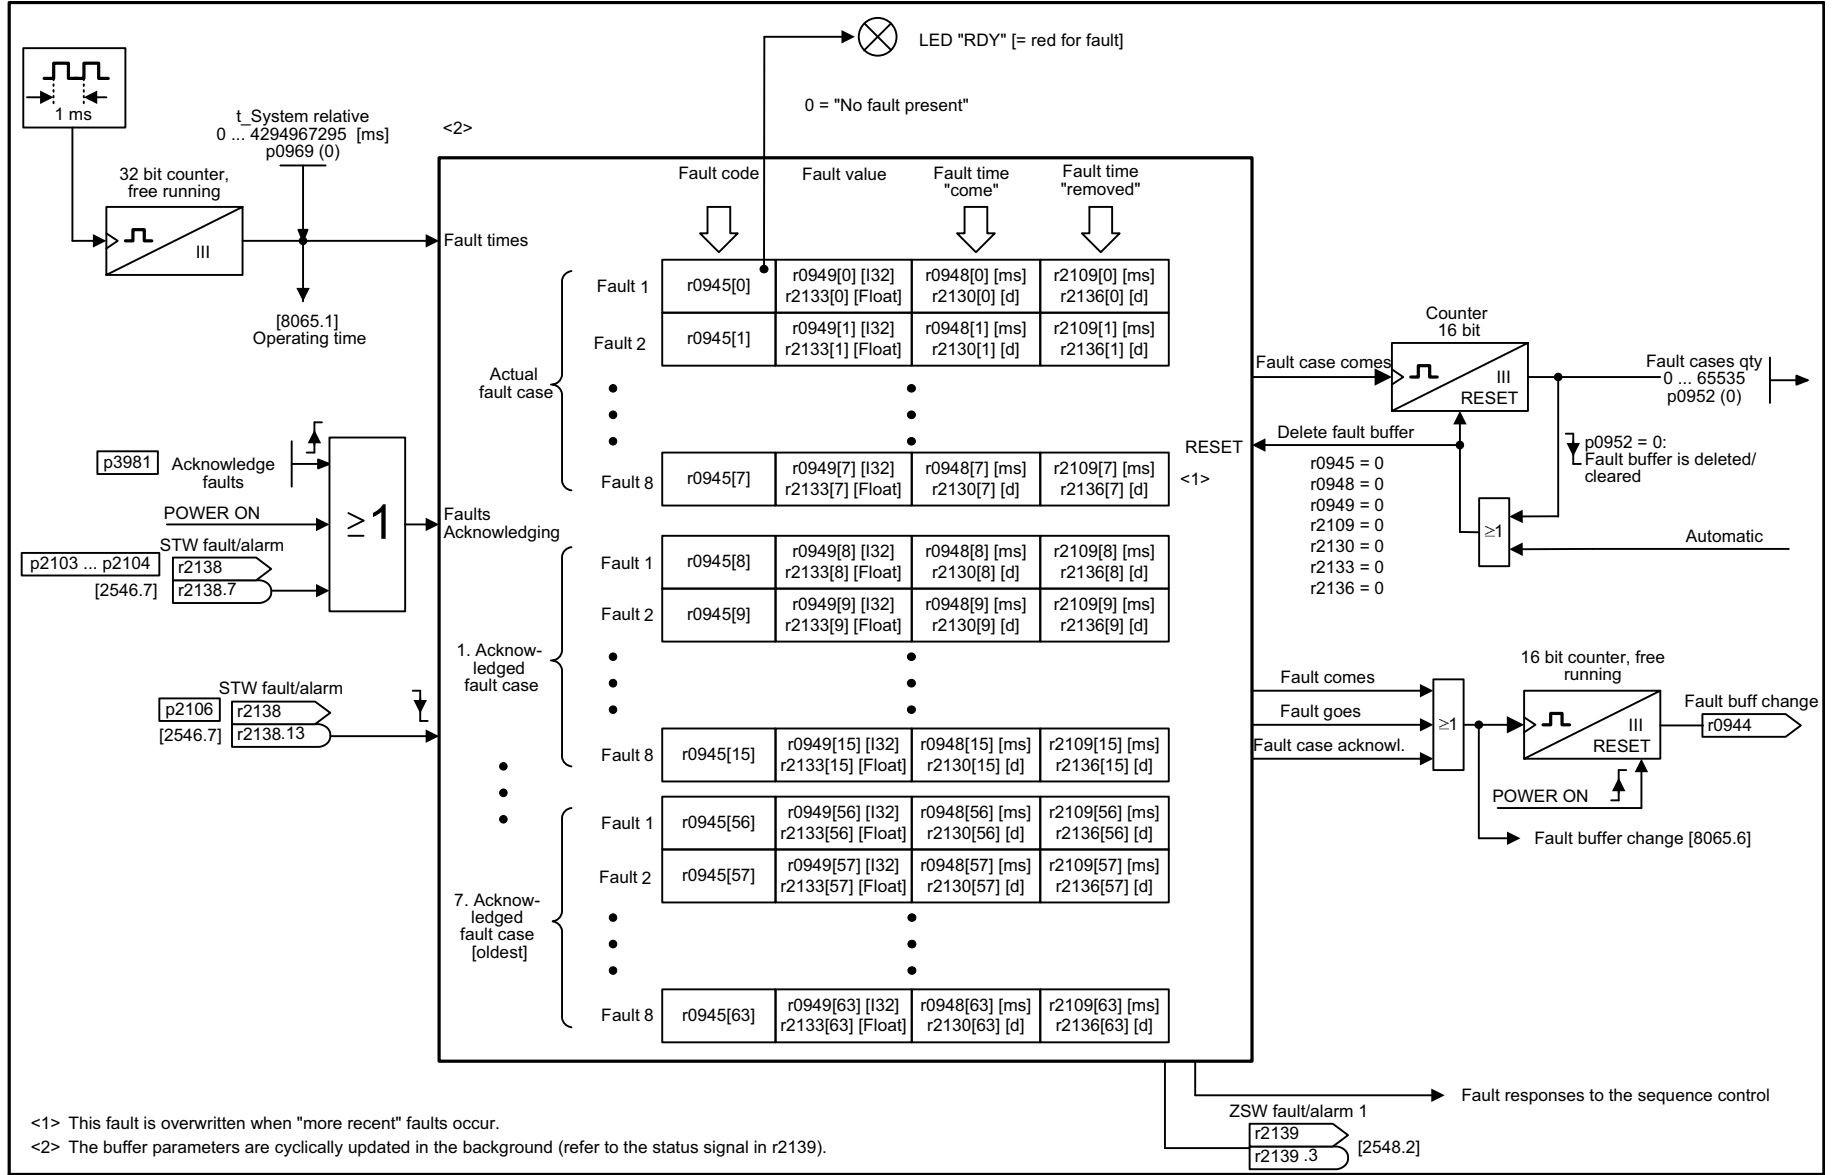 LED "RDY" [= red for fault]
1 ms
0 = "No fault present"
t_System relative
0 ... 4294967295 [ms]
p0969 (0)
<2>
32 bit counter,
free running
III
Fault times
[8065.1]
Operating time
Fault code
Fault value
Fault time
"come"
Fault time
"removed"
Actual
fault case
Fault 1
r0945[0]
r0949[0] [I32]
r2133[0] [Float]
r0948[0] [ms]
r2130[0] [d]
r2109[0] [ms]
r2136[0] [d]
Fault 2
r0945[1]
r0949[1] [I32]
r2133[1] [Float]
r0948[1] [ms]
r2130[1] [d]
r2109[1] [ms]
r2136[1] [d]
Fault 8
r0945[7]
r0949[7] [I32]
r2133[7] [Float]
r0948[7] [ms]
r2130[7] [d]
r2109[7] [ms]
r2136[7] [d]
RESET
<1>
p3981
Acknowledge
faults
POWER ON
STW fault/alarm
p2103 ... p2104
r2138
[2546.7]
r2138.7
≥1
Faults
Acknowledging
1. Acknow-
ledged
fault case
Fault 1
r0945[8]
r0949[8] [I32]
r2133[8] [Float]
r0948[8] [ms]
r2130[8] [d]
r2109[8] [ms]
r2136[8] [d]
Fault 2
r0945[9]
r0949[9] [I32]
r2133[9] [Float]
r0948[9] [ms]
r2130[9] [d]
r2109[9] [ms]
r2136[9] [d]
Fault 8
r0945[15]
r0949[15] [I32]
r2133[15] [Float]
r0948[15] [ms]
r2130[15] [d]
r2109[15] [ms]
r2136[15] [d]
STW fault/alarm
p2106
r2138
[2546.7]
r2138.13
7. Acknow-
ledged
fault case
[oldest]
Fault 1
r0945[56]
r0949[56] [I32]
r2133[56] [Float]
r0948[56] [ms]
r2130[56] [d]
r2109[56] [ms]
r2136[56] [d]
Fault 2
r0945[57]
r0949[57] [I32]
r2133[57] [Float]
r0948[57] [ms]
r2130[57] [d]
r2109[57] [ms]
r2136[57] [d]
Fault 8
r0945[63]
r0949[63] [I32]
r2133[63] [Float]
r0948[63] [ms]
r2130[63] [d]
r2109[63] [ms]
r2136[63] [d]
Counter
16 bit
Fault case comes
III
RESET
Fault cases qty
0 ... 65535
p0952 (0)
Delete fault buffer
r0945 = 0
r0948 = 0
r0949 = 0
r2109 = 0
r2130 = 0
r2133 = 0
r2136 = 0
p0952 = 0:
Fault buffer is deleted/
cleared
≥1
Automatic
Fault comes
Fault goes
Fault case acknowl.
≥1
16 bit counter, free
running
III
RESET
Fault buff change
r0944
POWER ON
Fault buffer change [8065.6]
Fault responses to the sequence control
ZSW fault/alarm 1
r2139
r2139 .3
[2548.2]
<1> This fault is overwritten when "more recent" faults occur.
<2> The buffer parameters are cyclically updated in the background (refer to the status signal in r2139).